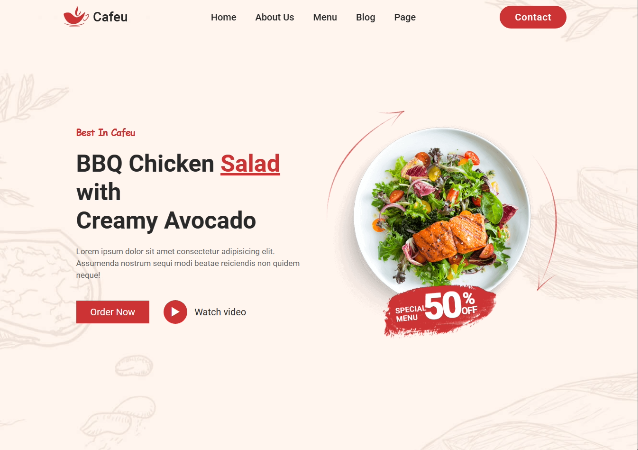 Cafeu
Home About Us Menu Blog Page
Contact
Best In Cafeu
BBQ Chicken Salad
with
Creamy Avocado
Lorem ipsum dolor sit amet consectetur adipisicing elit.
Assumenda nostrum sequi modi beatae reiciendis non quidem
neque!
Order Now
Watch video
SPECIAL
MENU
50%
OFF